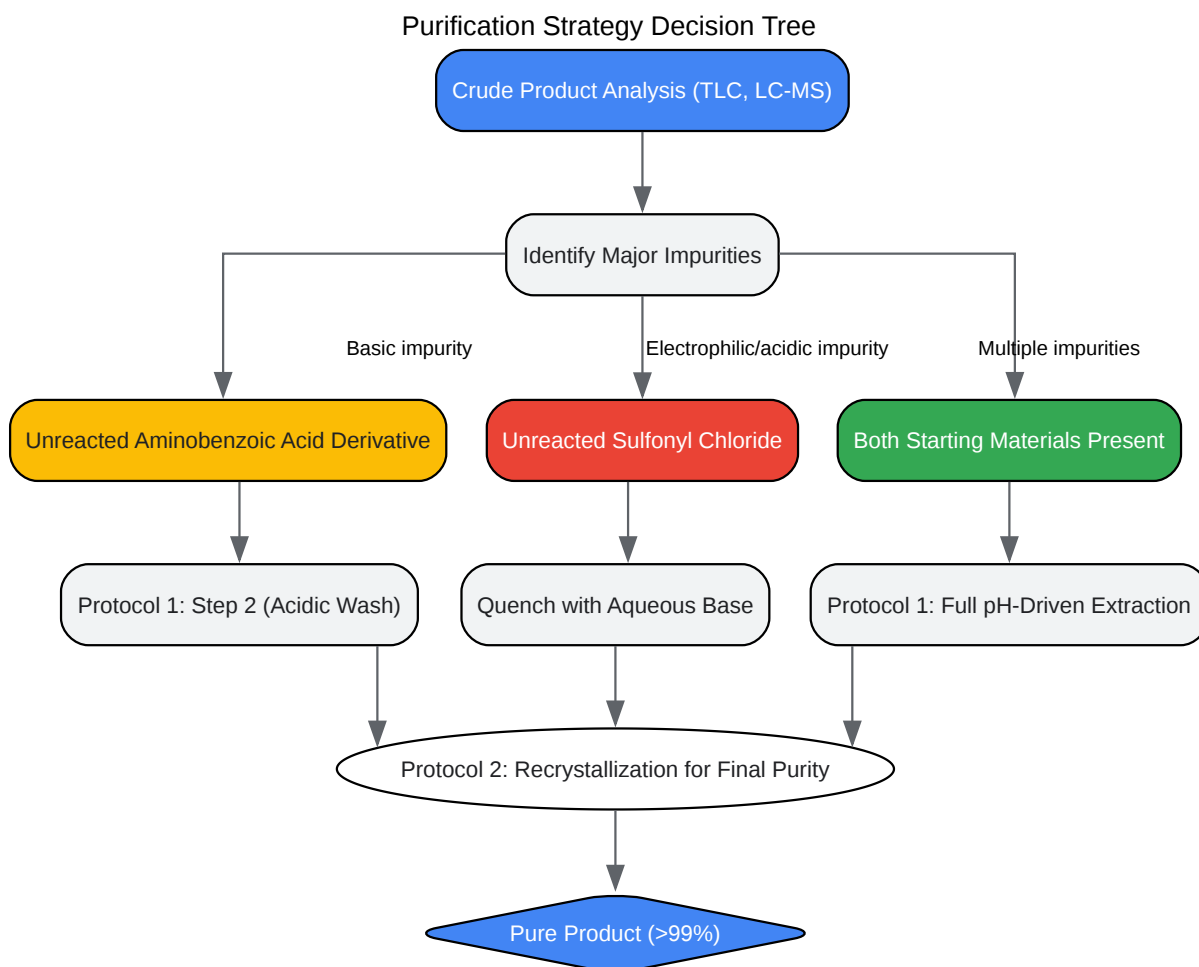 Purification Strategy Decision Tree
Crude Product Analysis (TLC, LC-MS)
Identify Major Impurities
Basic impurity
Electrophilic/acidic impurity
Multiple impurities
Unreacted Aminobenzoic Acid Derivative
Unreacted Sulfonyl Chloride
Both Starting Materials Present
Protocol 1: Step 2 (Acidic Wash)
Quench with Aqueous Base
Protocol 1: Full pH-Driven Extraction
Protocol 2: Recrystallization for Final Purity
Pure Product (>99%)